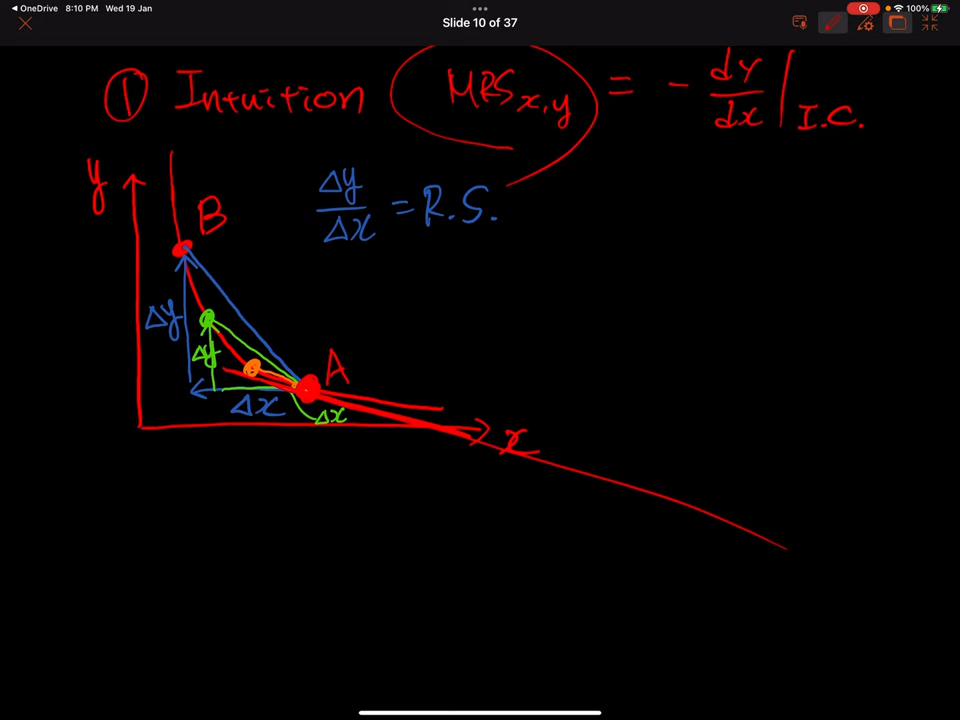 OneDrive 8:10 PM Wed 19 Jan
100%
Slide 10 of 37
① Intuition MRSx,y = - dy/dx | I.C.
y
B
Δy/Δx = R.S.
Δy
Δy
A
Δx
Δx
x